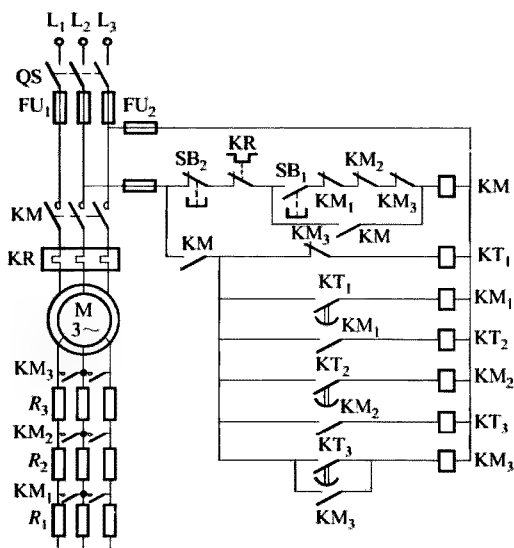 L₁ L₂ L₃
QS
FU₁ FU₂
SB₂ KR SB₁ KM₂
KM₁ KM₃ KM
KM
KM
KR
KM KM₃ KT₁
M
3～
KT₁ KM₁
KM₁ KT₂
KM₃
R₃
KT₂ KM₂
KM₂
R₂
KM₂ KT₃
KM₁
R₁
KT₃ KM₃
KM₃